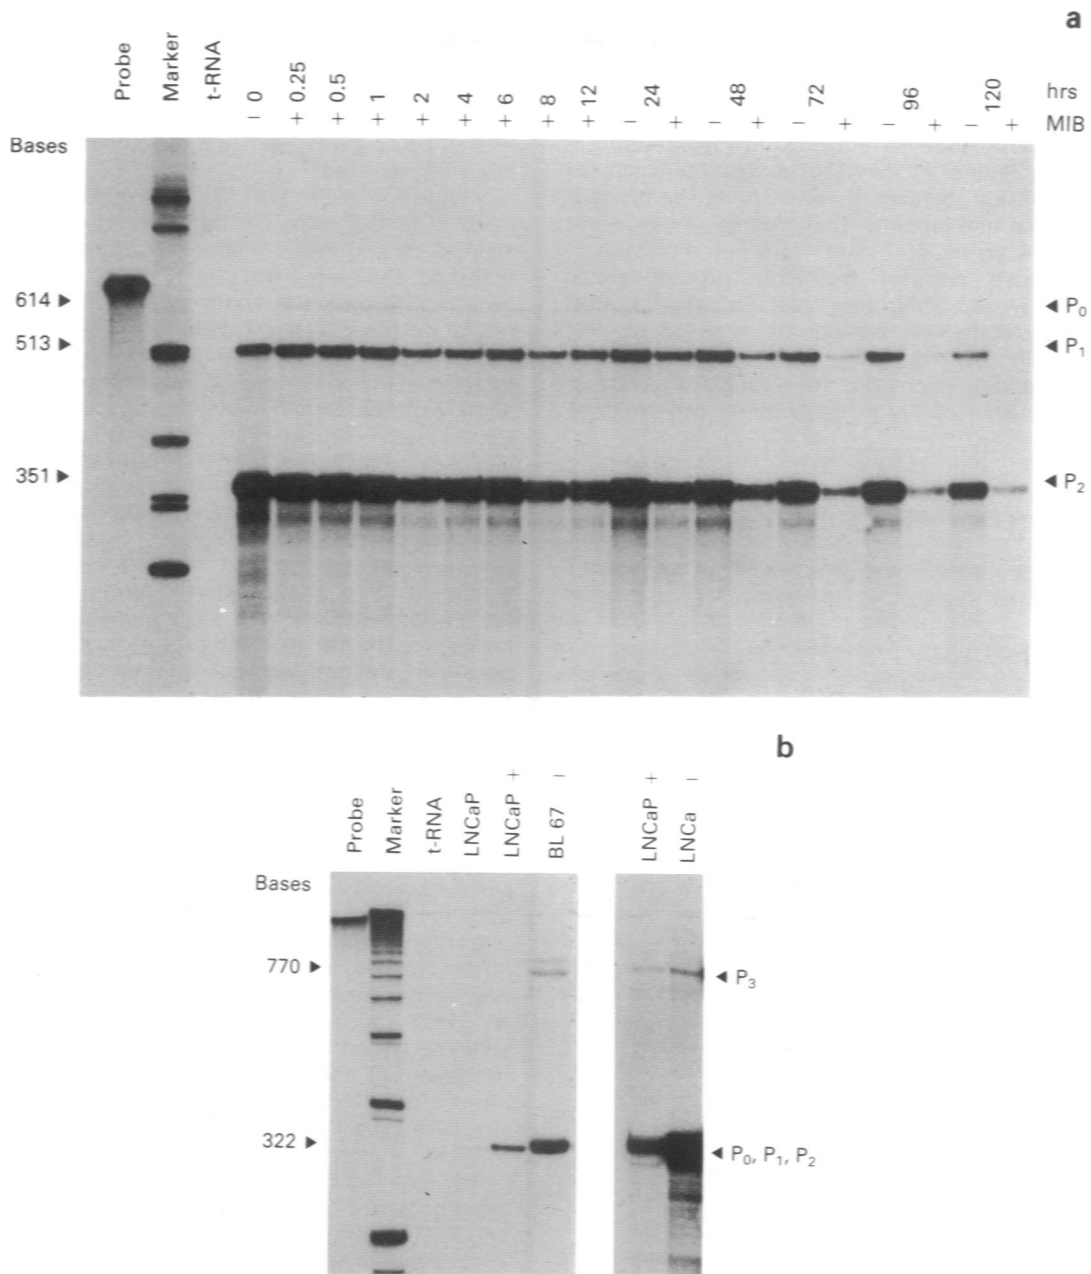 a
Probe
Marker
t-RNA
0 0.25 0.5 1 2 4 6 8 12 24 48 72 96 120 hrs
− + + + + + + + + − + − + − + − + − + MIB
Bases
614 ▶
513 ▶
351 ▶
◀ P₀
◀ P₁
◀ P₂
b
Probe
Marker
t-RNA
LNCaP
LNCaP +
BL 67 −
LNCaP +
LNCa −
Bases
770 ▶
322 ▶
◀ P₃
◀ P₀, P₁, P₂